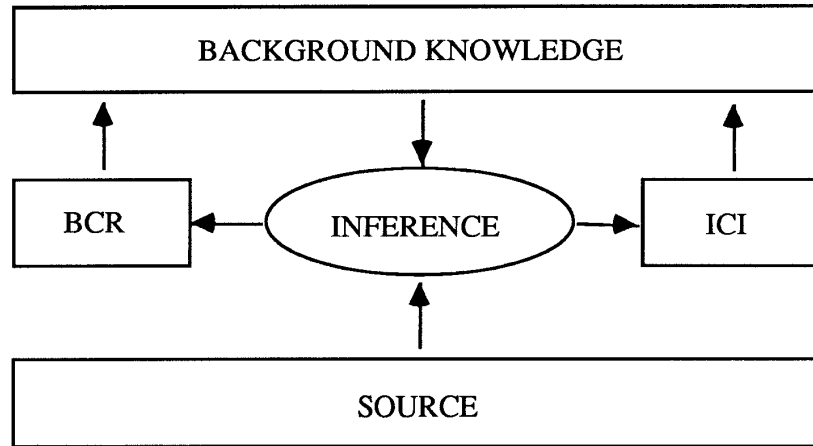 BACKGROUND KNOWLEDGE
BCR
INFERENCE
ICI
SOURCE